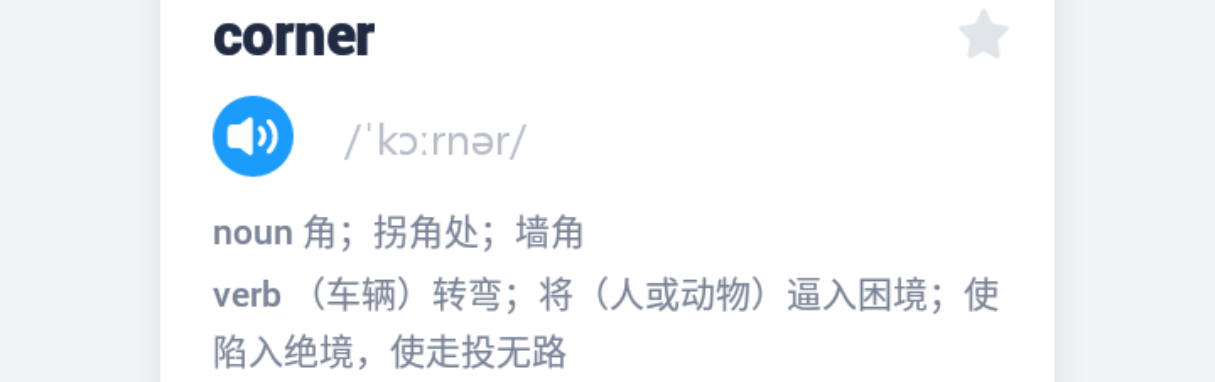 corner
/ˈkɔːrnər/
noun 角；拐角处；墙角
verb （车辆）转弯；将（人或动物）逼入困境；使
陷入绝境，使走投无路